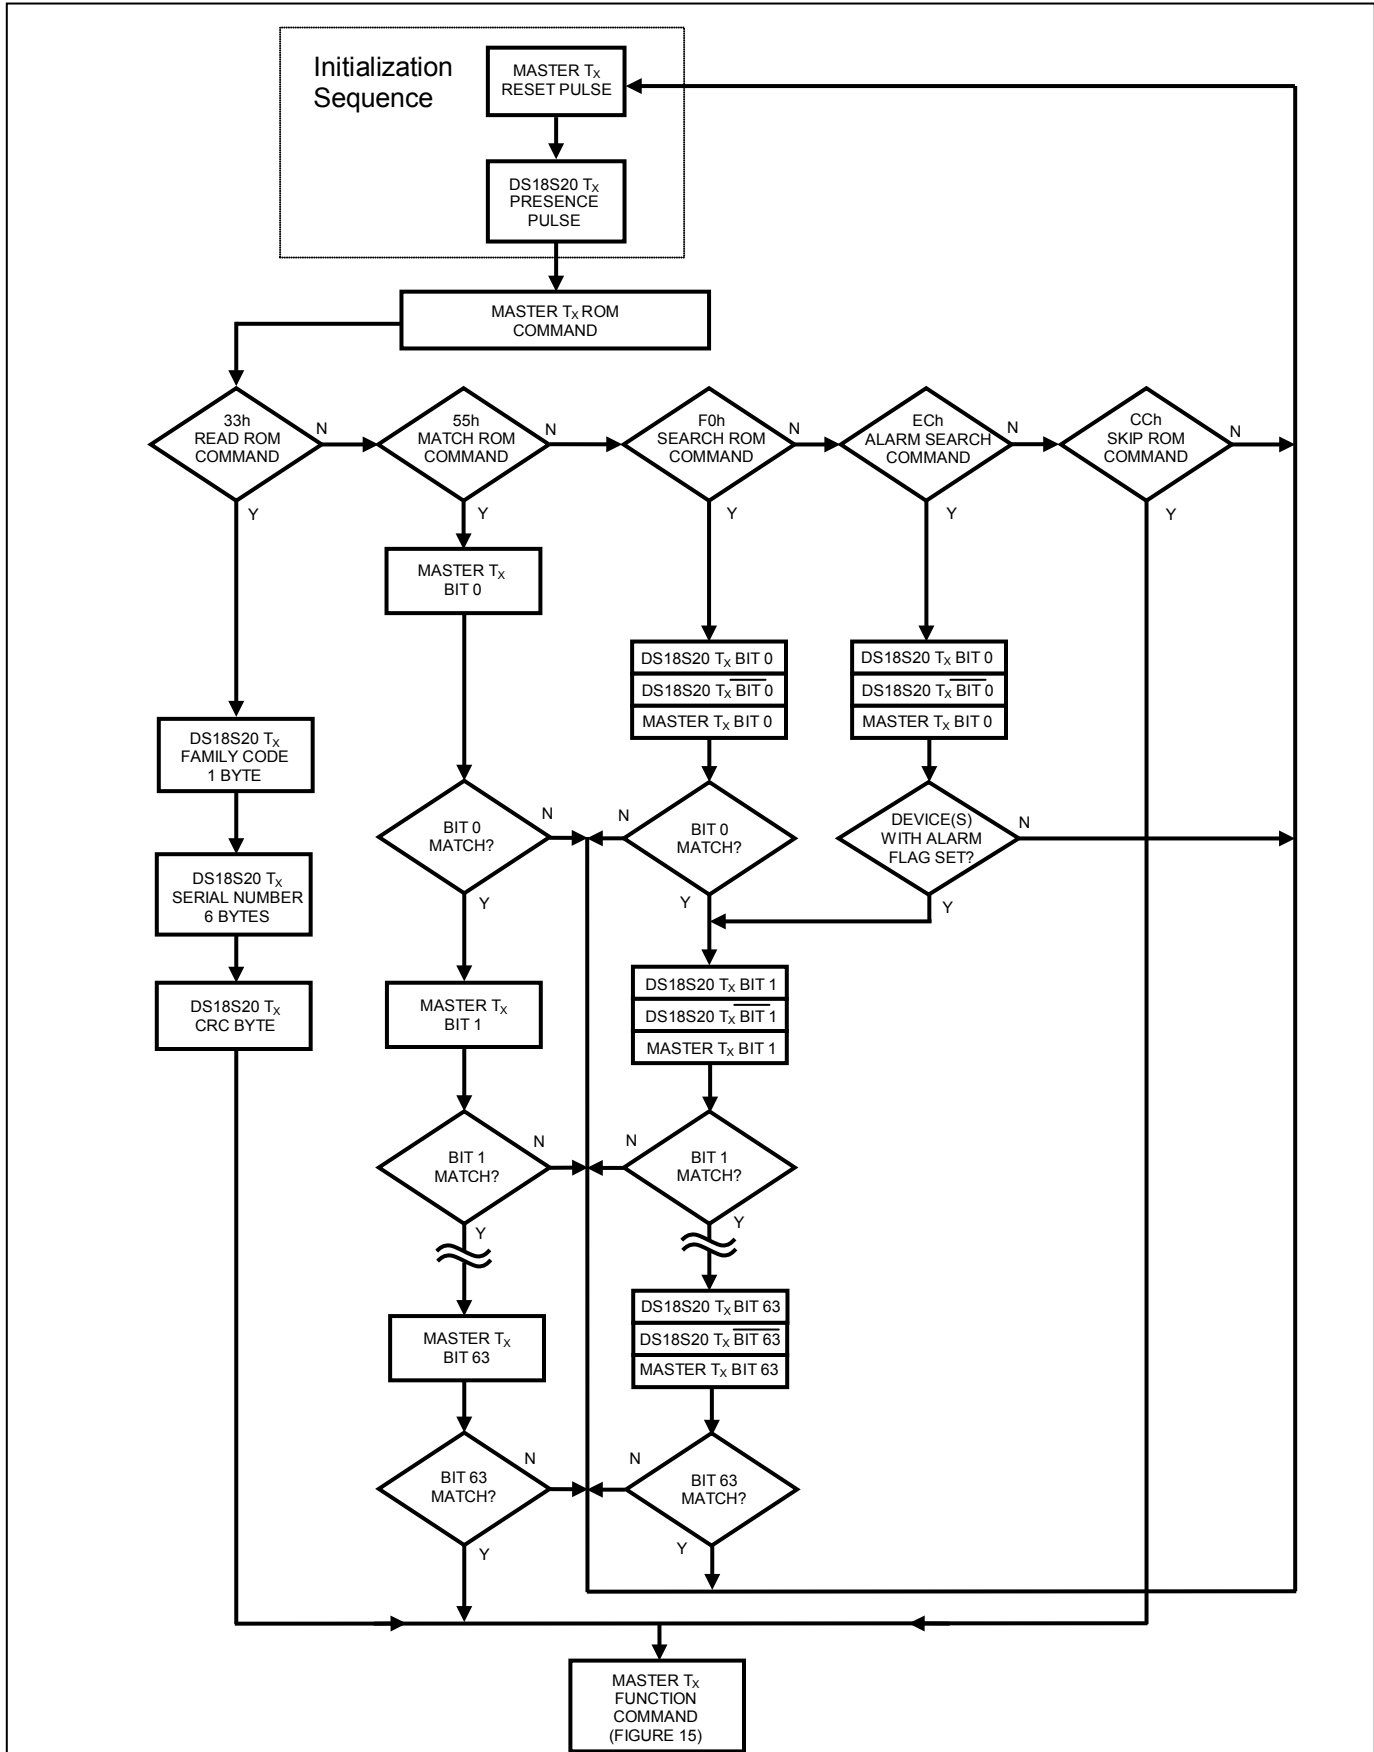 Initialization
Sequence
MASTER TX
RESET PULSE
DS18S20 TX
PRESENCE
PULSE
MASTER TX ROM
COMMAND
33h
READ ROM
COMMAND
N
Y
55h
MATCH ROM
COMMAND
N
Y
F0h
SEARCH ROM
COMMAND
N
Y
ECh
ALARM SEARCH
COMMAND
N
Y
CCh
SKIP ROM
COMMAND
N
Y
MASTER TX
BIT 0
DS18S20 TX BIT 0
DS18S20 TX BIT 0
MASTER TX BIT 0
DS18S20 TX BIT 0
DS18S20 TX BIT 0
MASTER TX BIT 0
DS18S20 TX
FAMILY CODE
1 BYTE
BIT 0
MATCH?
N
Y
N
BIT 0
MATCH?
Y
DEVICE(S)
WITH ALARM
FLAG SET?
N
Y
DS18S20 TX
SERIAL NUMBER
6 BYTES
DS18S20 TX
CRC BYTE
MASTER TX
BIT 1
DS18S20 TX BIT 1
DS18S20 TX BIT 1
MASTER TX BIT 1
BIT 1
MATCH?
N
Y
N
BIT 1
MATCH?
Y
MASTER TX
BIT 63
DS18S20 TX BIT 63
DS18S20 TX BIT 63
MASTER TX BIT 63
BIT 63
MATCH?
N
Y
N
BIT 63
MATCH?
Y
MASTER TX
FUNCTION
COMMAND
(FIGURE 15)